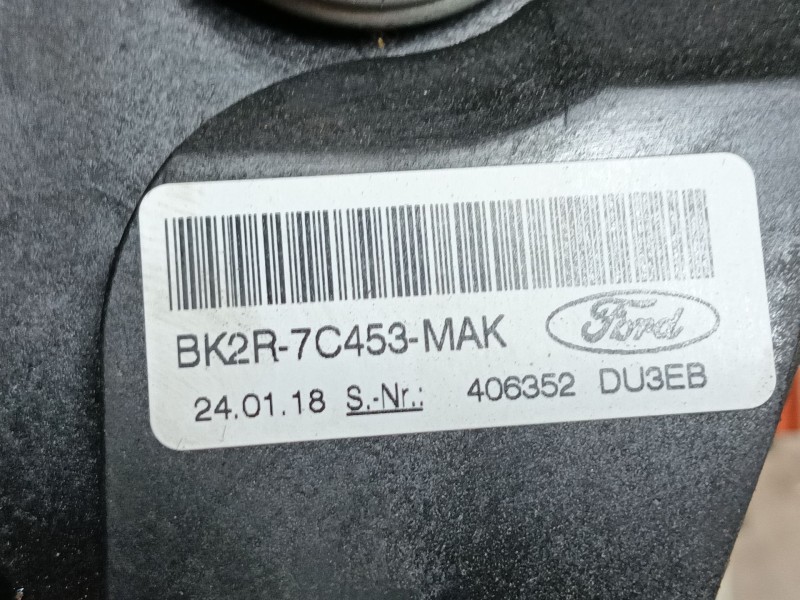 BK2R-7C453-MAK Ford
24.01.18 S.-Nr.: 406352 DU3EB